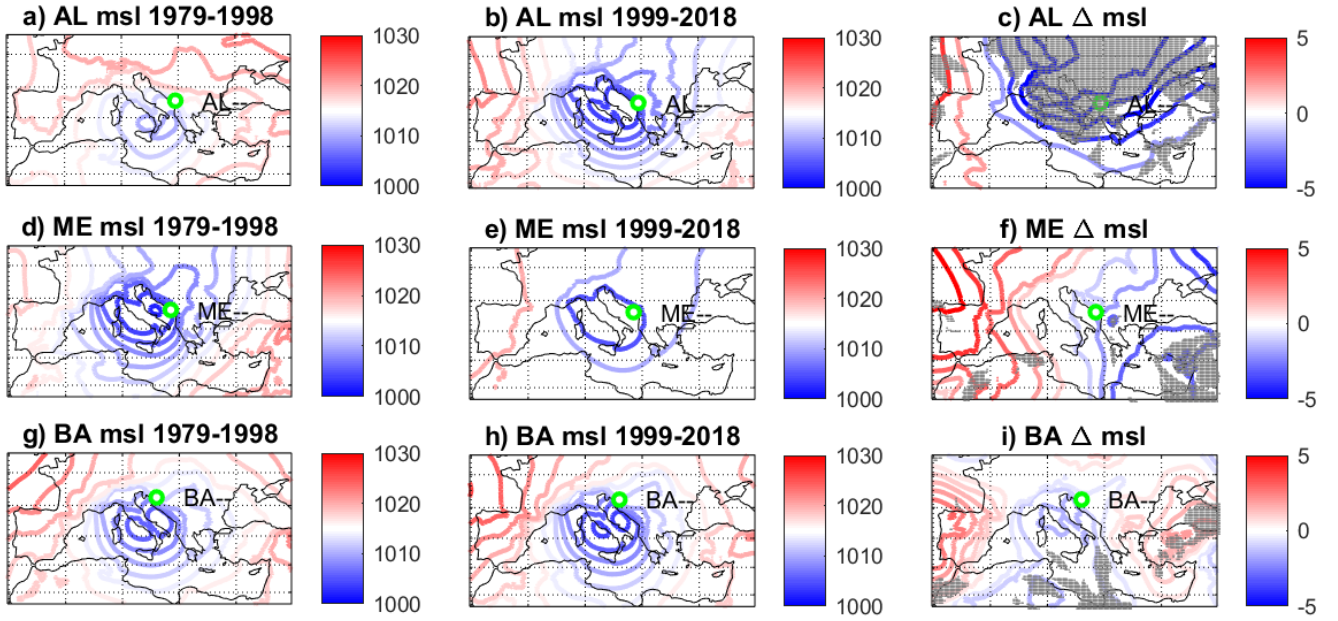 a) AL msl 1979-1998
1030
1020
1010
1000
AL--
b) AL msl 1999-2018
1030
1020
1010
1000
AL--
c) AL Δ msl
5
0
-5
AL--
d) ME msl 1979-1998
1030
1020
1010
1000
ME--
e) ME msl 1999-2018
1030
1020
1010
1000
ME--
f) ME Δ msl
5
0
-5
ME--
g) BA msl 1979-1998
1030
1020
1010
1000
BA--
h) BA msl 1999-2018
1030
1020
1010
1000
BA--
i) BA Δ msl
5
0
-5
BA--